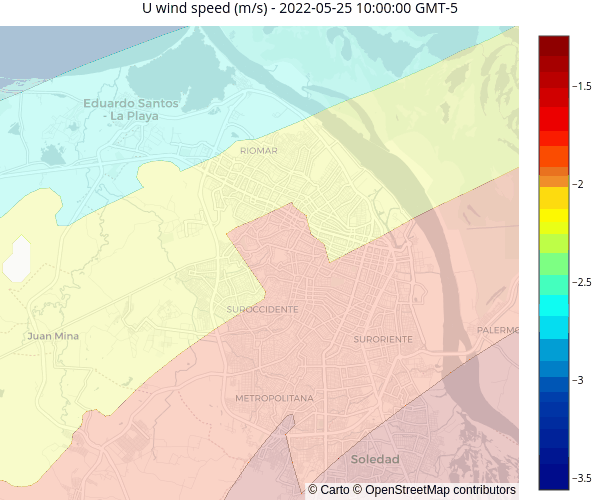 U wind speed (m/s) - 2022-05-25 10:00:00 GMT-5
Eduardo Santos
- La Playa
RIOMAR
SUROCCIDENTE
Juan Mina
SURORIENTE
PALERMO
METROPOLITANA
Soledad
© Carto © OpenStreetMap contributors
−1.5
−2
−2.5
−3
−3.5